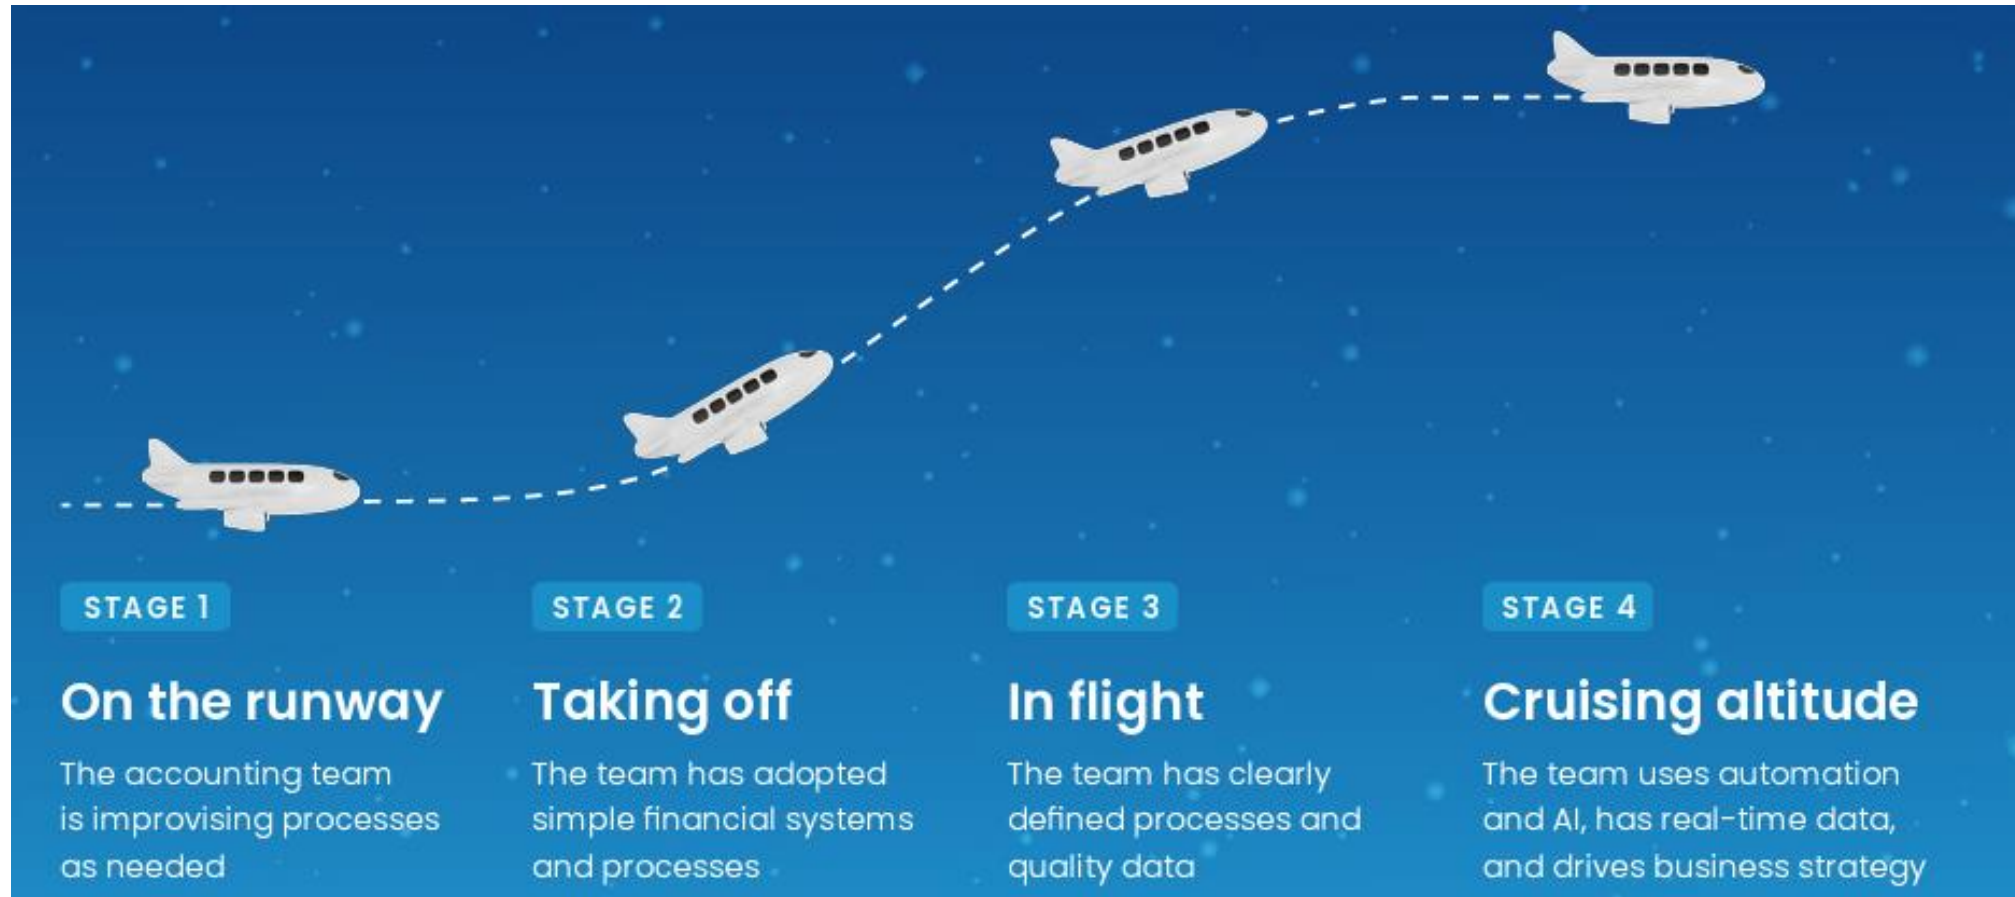 STAGE 1
On the runway
The accounting team
is improvising processes
as needed
STAGE 2
Taking off
The team has adopted
simple financial systems
and processes
STAGE 3
In flight
The team has clearly
defined processes and
quality data
STAGE 4
Cruising altitude
The team uses automation
and AI, has real-time data,
and drives business strategy